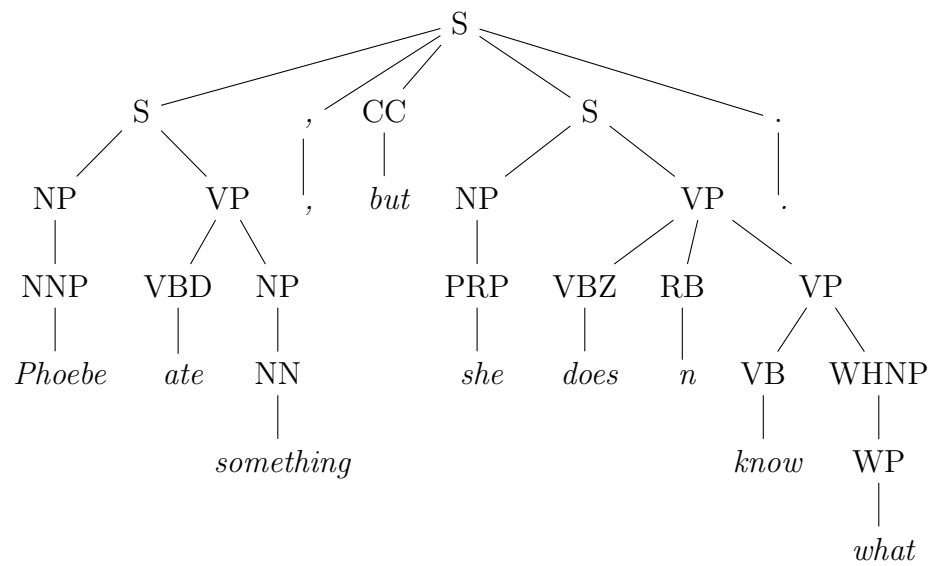 S
S , CC S .
NP VP , but NP VP .
NNP VBD NP PRP VBZ RB VP
Phoebe ate NN she does n VB WHNP
something know WP
what